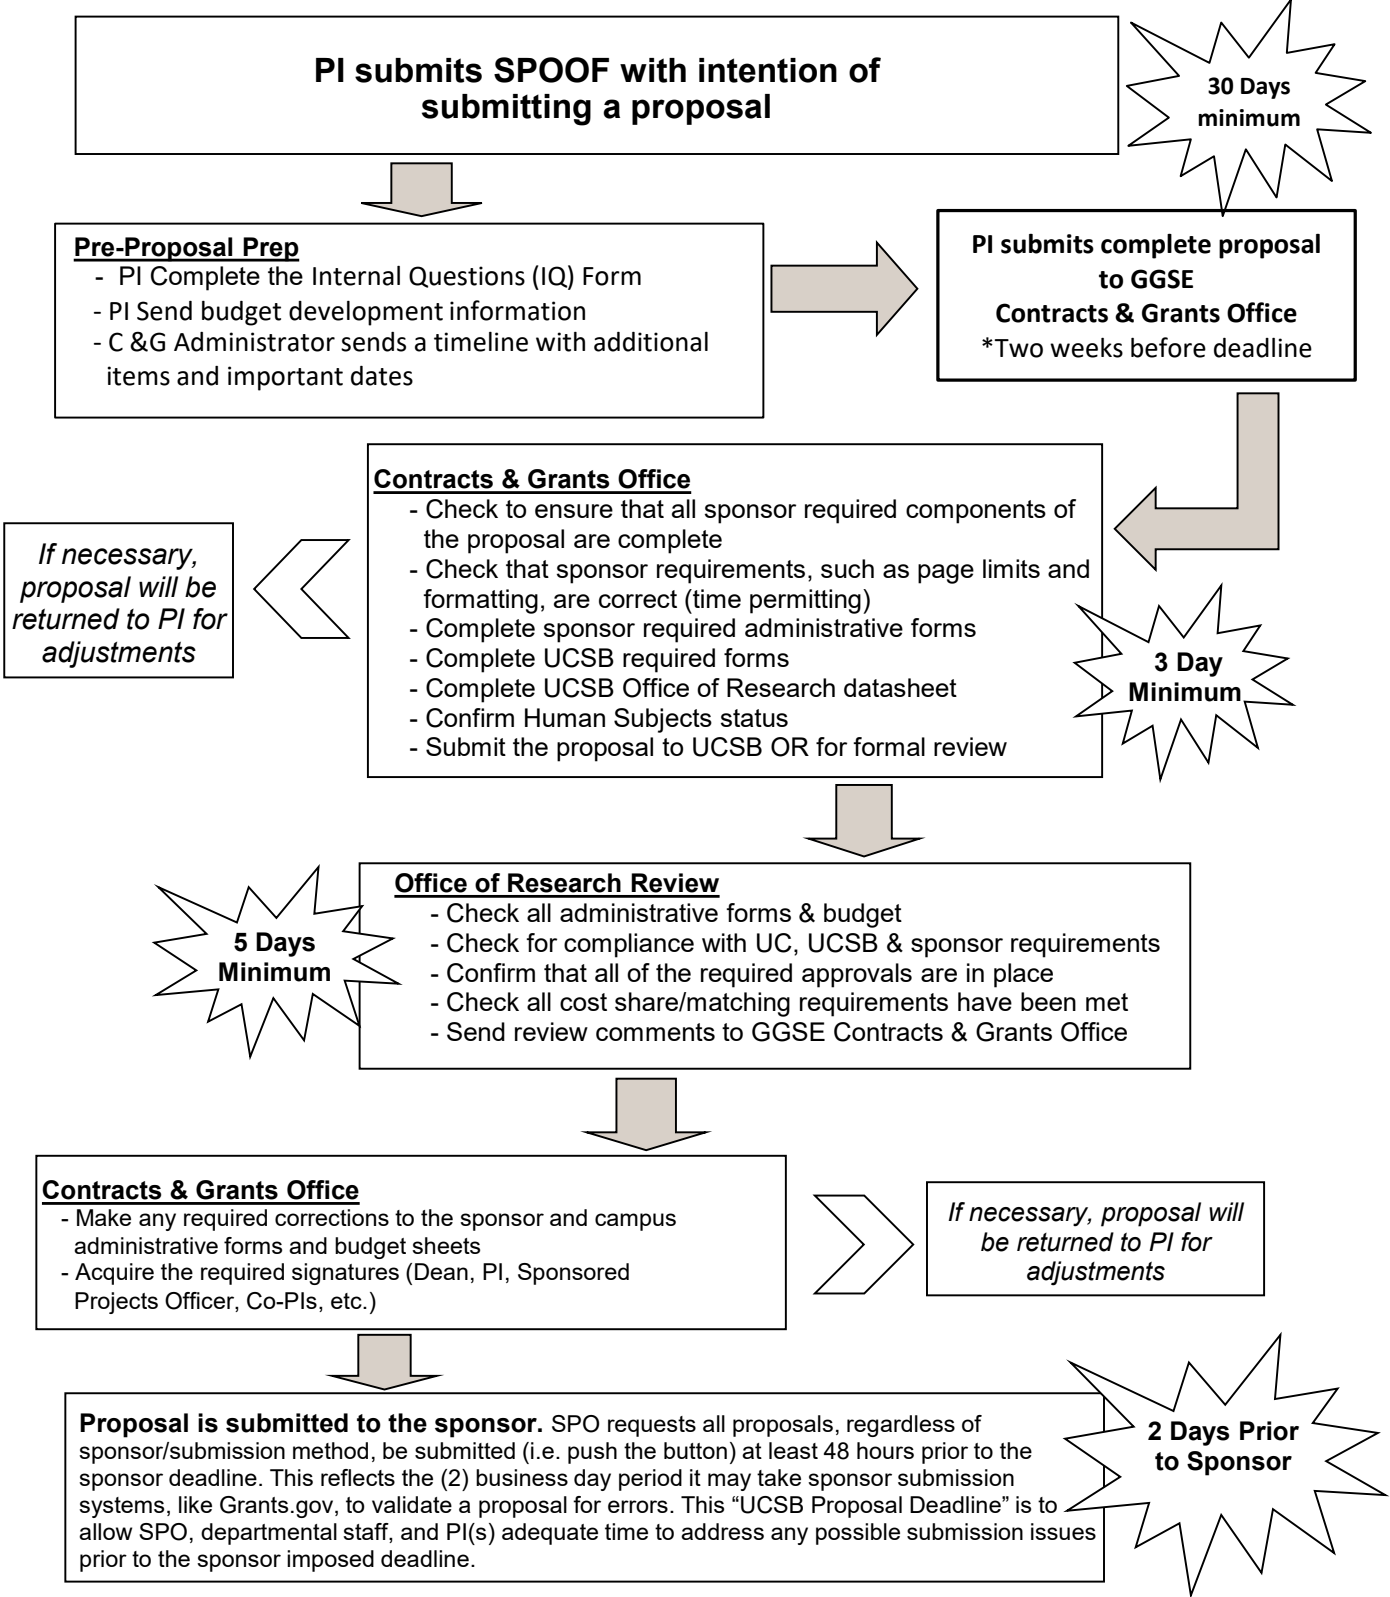 PI submits SPOOF with intention of
submitting a proposal
30 Days
minimum
Pre-Proposal Prep
- PI Complete the Internal Questions (IQ) Form
- PI Send budget development information
- C &G Administrator sends a timeline with additional
items and important dates
PI submits complete proposal
to GGSE
Contracts & Grants Office
*Two weeks before deadline
Contracts & Grants Office
- Check to ensure that all sponsor required components of
the proposal are complete
- Check that sponsor requirements, such as page limits and
formatting, are correct (time permitting)
- Complete sponsor required administrative forms
- Complete UCSB required forms
- Complete UCSB Office of Research datasheet
- Confirm Human Subjects status
- Submit the proposal to UCSB OR for formal review
If necessary,
proposal will be
returned to PI for
adjustments
3 Day
Minimum
5 Days
Minimum
Office of Research Review
- Check all administrative forms & budget
- Check for compliance with UC, UCSB & sponsor requirements
- Confirm that all of the required approvals are in place
- Check all cost share/matching requirements have been met
- Send review comments to GGSE Contracts & Grants Office
Contracts & Grants Office
- Make any required corrections to the sponsor and campus
administrative forms and budget sheets
- Acquire the required signatures (Dean, PI, Sponsored
Projects Officer, Co-PIs, etc.)
If necessary, proposal will
be returned to PI for
adjustments
Proposal is submitted to the sponsor. SPO requests all proposals, regardless of
sponsor/submission method, be submitted (i.e. push the button) at least 48 hours prior to the
sponsor deadline. This reflects the (2) business day period it may take sponsor submission
systems, like Grants.gov, to validate a proposal for errors. This “UCSB Proposal Deadline” is to
allow SPO, departmental staff, and PI(s) adequate time to address any possible submission issues
prior to the sponsor imposed deadline.
2 Days Prior
to Sponsor